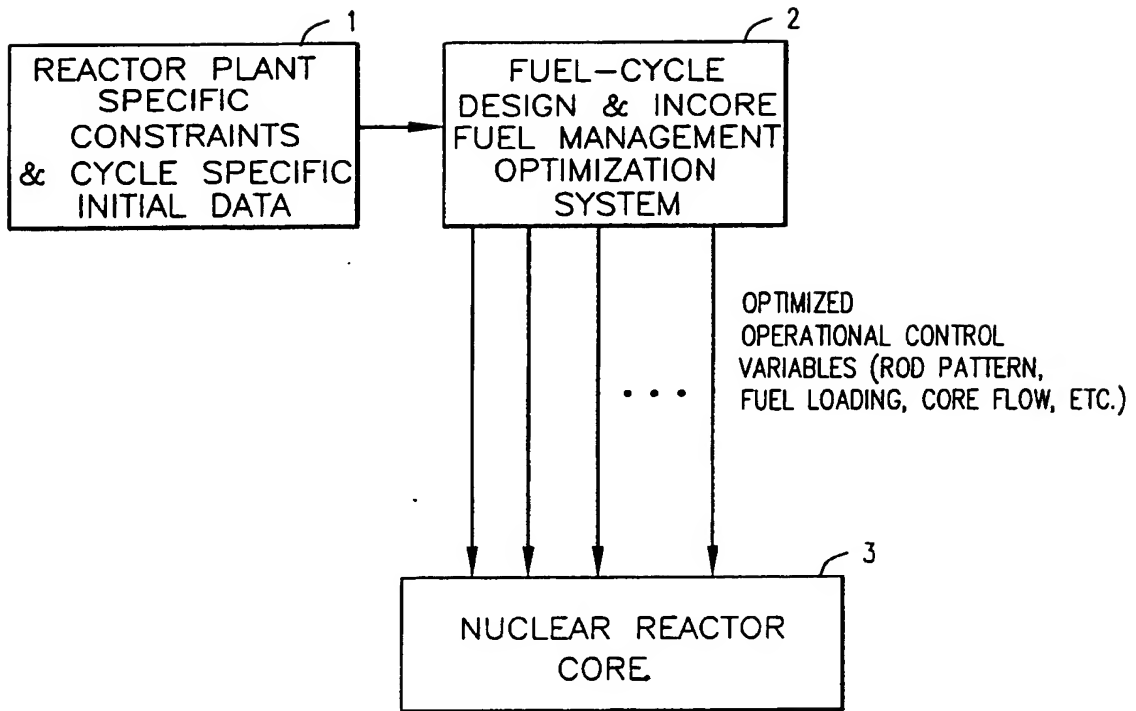 1
REACTOR PLANT
SPECIFIC
CONSTRAINTS
& CYCLE SPECIFIC
INITIAL DATA
2
FUEL-CYCLE
DESIGN & INCORE
FUEL MANAGEMENT
OPTIMIZATION
SYSTEM
OPTIMIZED
OPERATIONAL CONTROL
VARIABLES (ROD PATTERN,
FUEL LOADING, CORE FLOW, ETC.)
3
NUCLEAR REACTOR
CORE